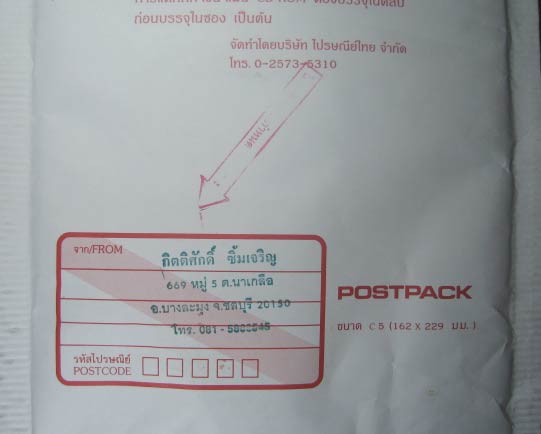 ก่อนบรรจุในซอง เป็นต้น
จัดทำโดยบริษัท ไปรษณีย์ไทย จำกัด
โทร. 0-2573-5310
จาก/FROM
กิตติศักดิ์ ซิ้มเจริญ
669 หมู่ 5 ต.นาเกลือ
อ.บางละมุง จ.ชลบุรี 20150
โทร. 081 -
POSTPACK
ขนาด C 5 (162 X 229 มม.)
รหัสไปรษณีย์
POSTCODE